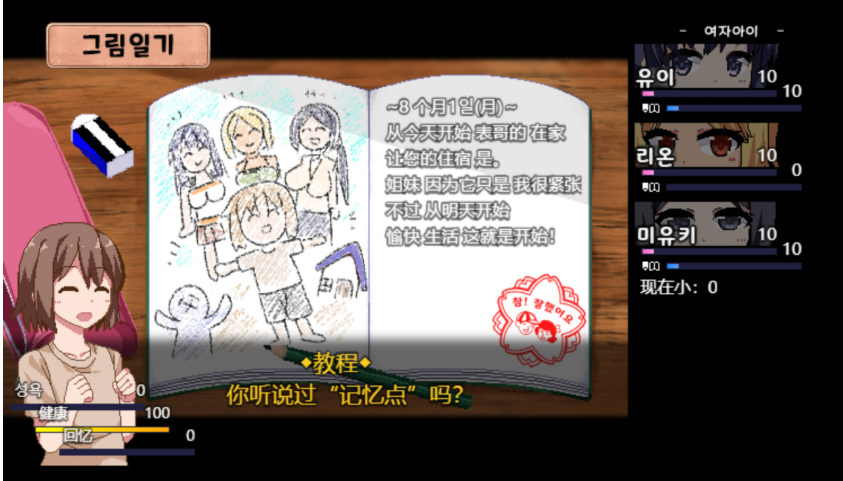 그림일기
~8 个月1일(月)~
从今天开始 表哥的 在家
让您的住宿 是。
姐妹 因为它只是 我很紧张
不过 从明天开始
愉快 生活 这就是开始!
참! 잘했어요
◆教程◆
你听说过 “记忆点” 吗?
성욕 0
健康 100
回忆 0
- 여자아이 -
유이 10
10
리온 10
0
미유키 10
10
现在小: 0